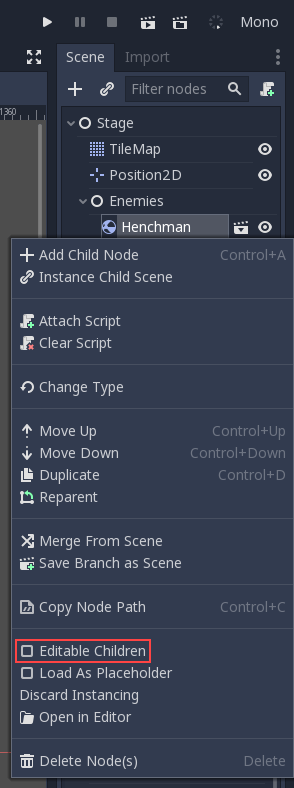 Mono
Scene Import
Filter nodes
1360
Stage
TileMap
Position2D
Enemies
Henchman
Add Child Node Control+A
Instance Child Scene
Attach Script
Clear Script
Change Type
Move Up Control+Up
Move Down Control+Down
Duplicate Control+D
Reparent
Merge From Scene
Save Branch as Scene
Copy Node Path Control+C
Editable Children
Load As Placeholder
Discard Instancing
Open in Editor
Delete Node(s) Delete